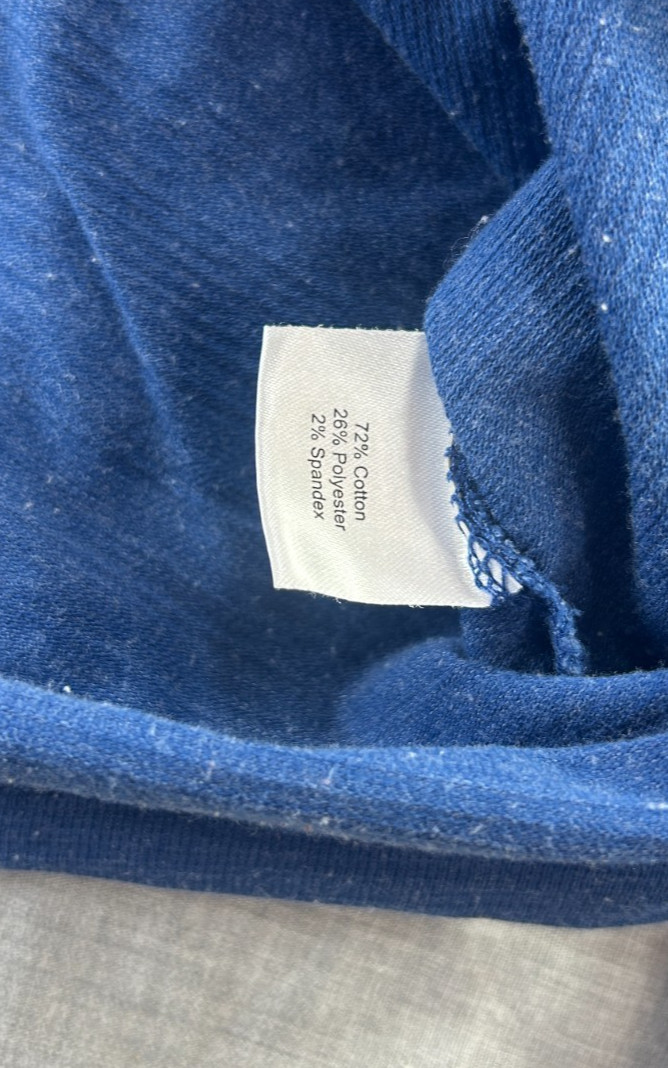 72% Cotton
26% Polyester
2% Spandex